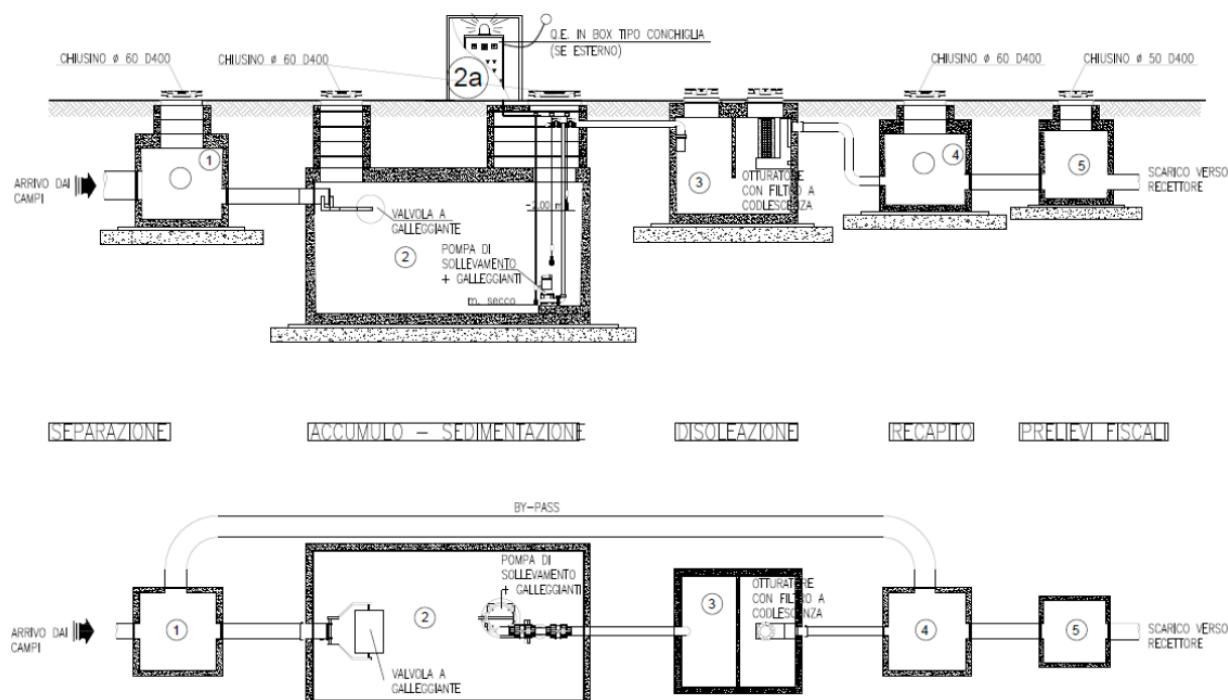 Q.E. IN BOX TIPO CONCHIGLIA
(SE ESTERNO)
CHIUSINO ø 60 D400
CHIUSINO ø 60 D400
2a
CHIUSINO ø 60 D400
CHIUSINO ø 50 D400
1
ARRIVO DAI
CAMPI
VALVOLA A
GALLEGGIANTE
2
POMPA DI
SOLLEVAMENTO
+ GALLEGGIANTI
-2.00
m. secco
3
OTTURATORE
CON FILTRO A
COOLESCENZA
4
5
SCARICO VERSO
RECETTORE
SEPARAZIONE
ACCUMULO - SEDIMENTAZIONE
DISOLEAZIONE
RECAPITO
PRELIEVI FISCALI
BY-PASS
ARRIVO DAI
CAMPI
1
VALVOLA A
GALLEGGIANTE
2
POMPA DI
SOLLEVAMENTO
+ GALLEGGIANTI
3
OTTURATORE
CON FILTRO A
COOLESCENZA
4
5
SCARICO VERSO
RECETTORE